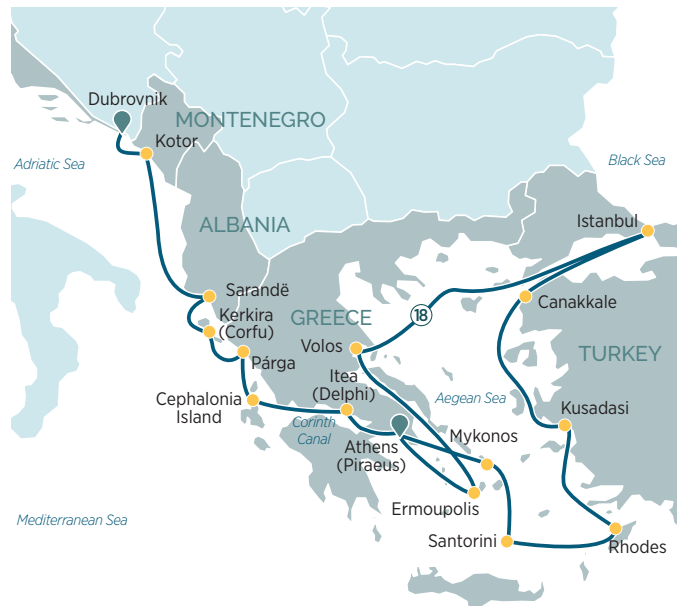 Dubrovnik
MONTENEGRO
Kotor
Adriatic Sea
Black Sea
Istanbul
ALBANIA
Sarandë
Canakkale
Kerkira
(Corfu)
GREECE
18
Volos
TURKEY
Párga
Itea
(Delphi)
Cephalonia
Island
Aegean Sea
Kusadasi
Corinth
Canal
Mykonos
Athens
(Piraeus)
Ermoupolis
Mediterranean Sea
Santorini
Rhodes